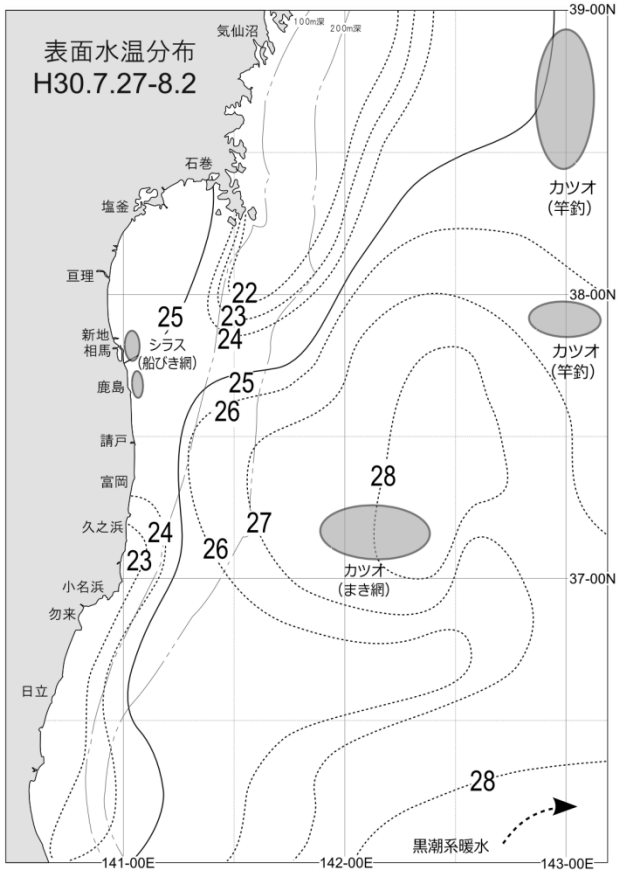 39-00N
気仙沼
100m深
200m深
表面水温分布
H30.7.27-8.2
石巻
カツオ
(竿釣)
塩釜
亘理
22
38-00N
25
23
新地
シラス
24
相馬
(船びき網)
カツオ
(竿釣)
鹿島
25
26
請戸
28
富岡
久之浜
24
27
23
26
カツオ
(まき網)
小名浜
37-00N
勿来
日立
28
黒潮系暖水
141-00E
142-00E
143-00E